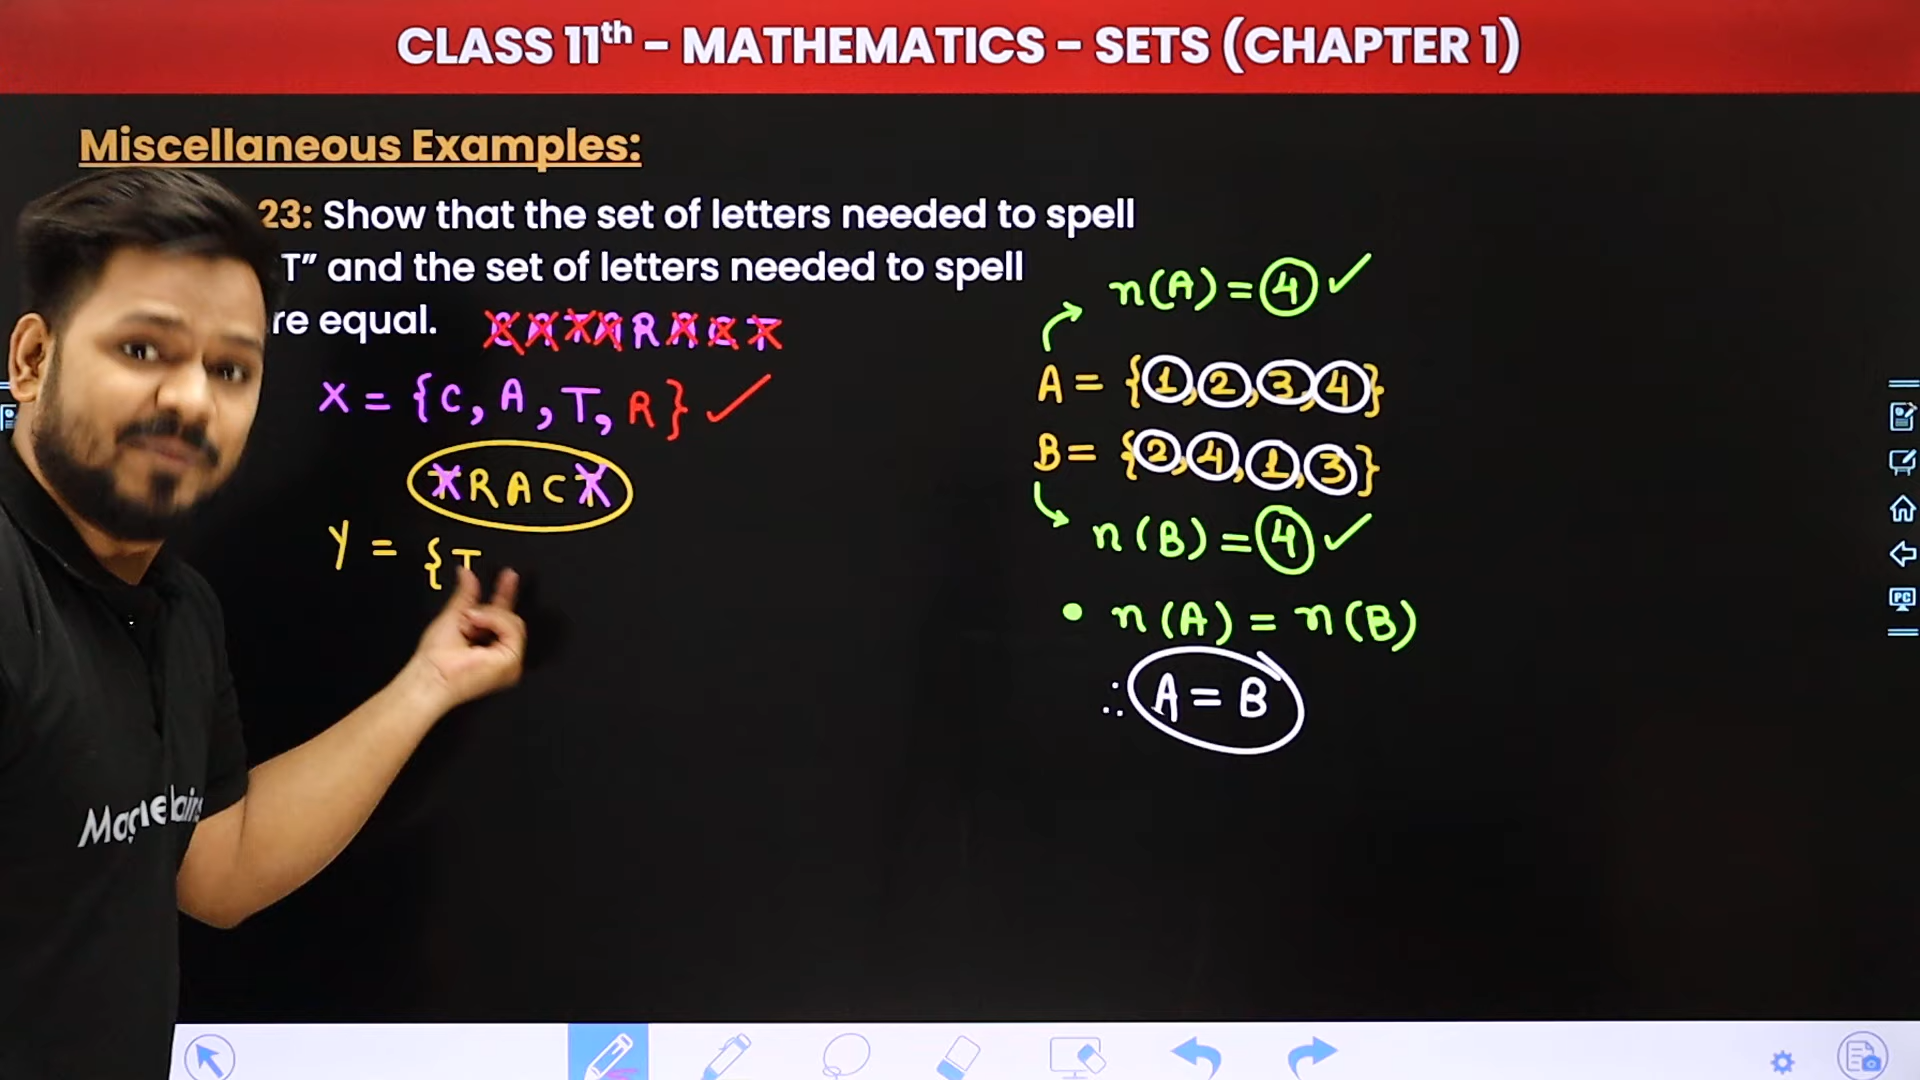 CLASS 11th - MATHEMATICS - SETS (CHAPTER 1)
Miscellaneous Examples:
23: Show that the set of letters needed to spell
T” and the set of letters needed to spell
re equal. C A T A R A C T
X = {C, A, T, R} ✓
T R A C T
Y = {T
n(A) = 4 ✓
A = {1, 2, 3, 4}
B = {2, 4, 1, 3}
n(B) = 4 ✓
• n(A) = n(B)
∴ A = B
PC